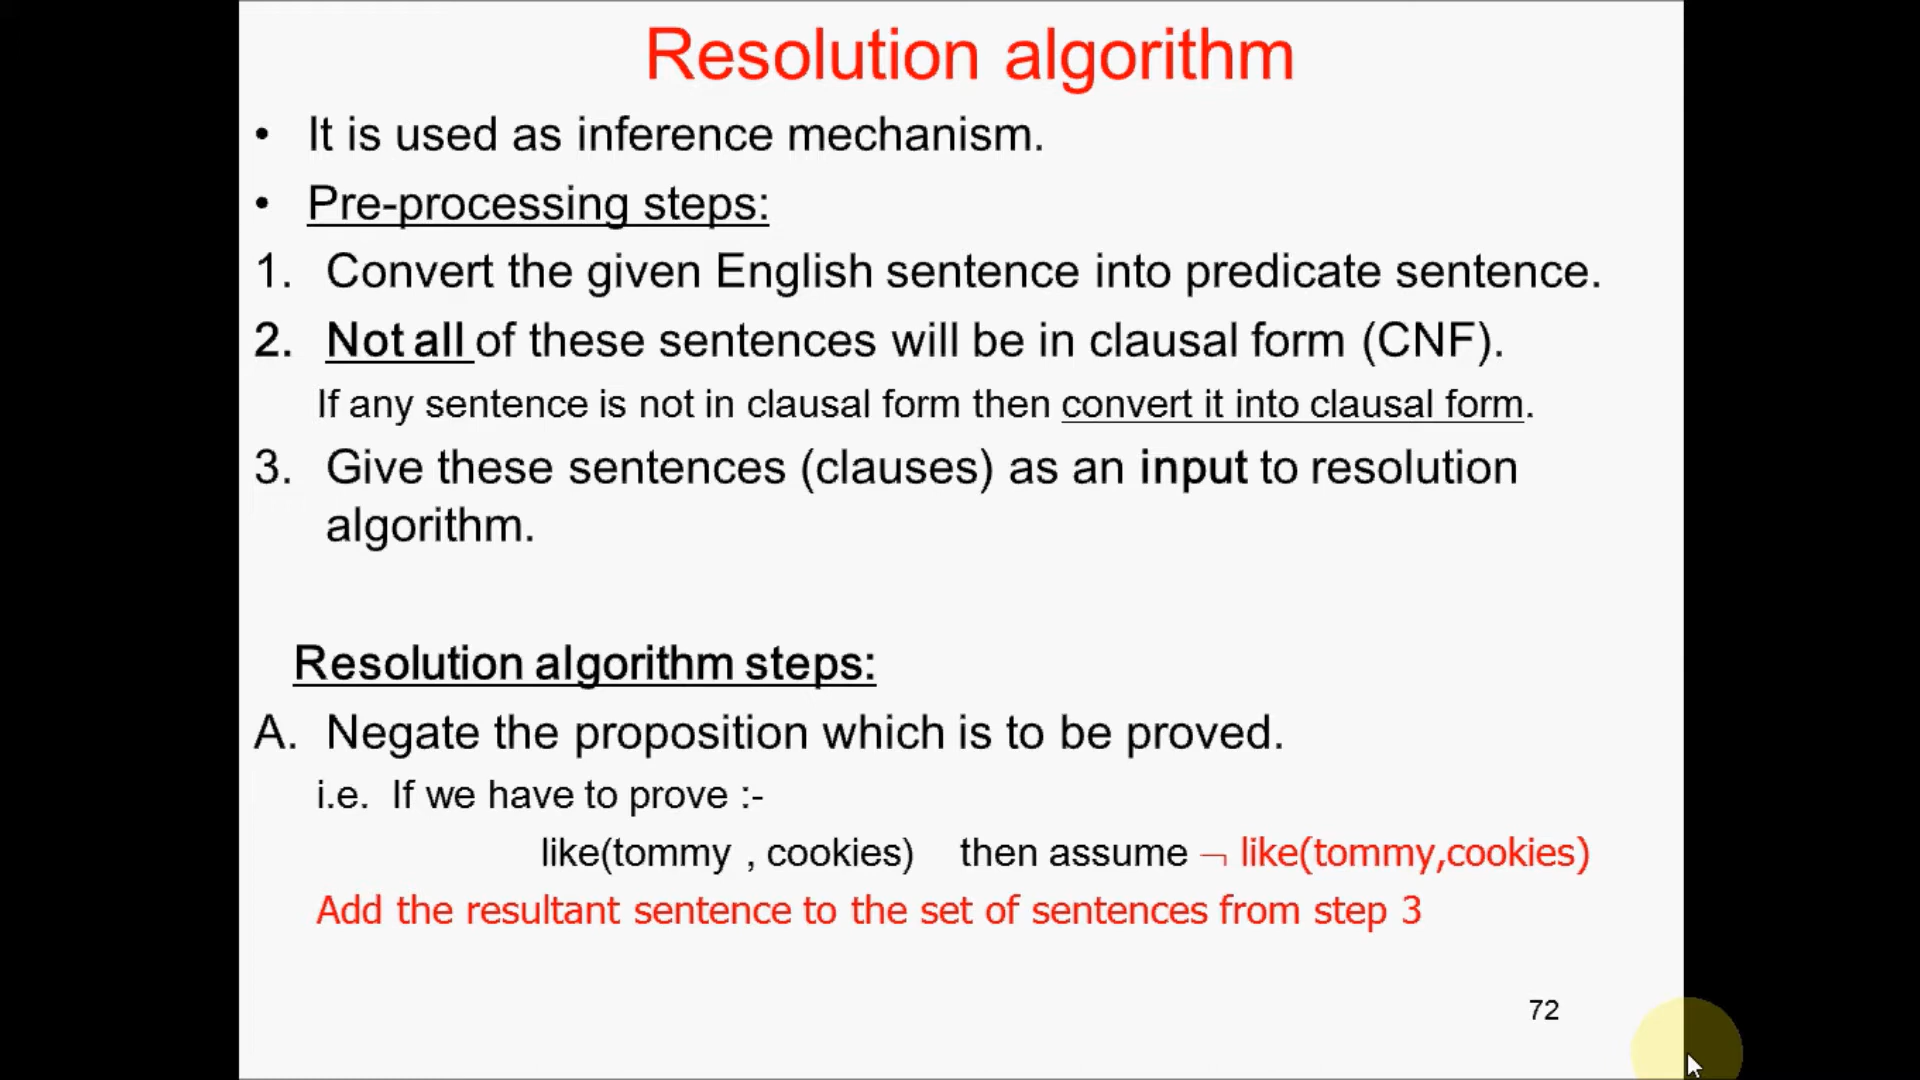 Resolution algorithm
• It is used as inference mechanism.
• Pre-processing steps:
1. Convert the given English sentence into predicate sentence.
2. Not all of these sentences will be in clausal form (CNF).
If any sentence is not in clausal form then convert it into clausal form.
3. Give these sentences (clauses) as an input to resolution
algorithm.
Resolution algorithm steps:
A. Negate the proposition which is to be proved.
i.e. If we have to prove :-
like(tommy , cookies) then assume ¬ like(tommy,cookies)
Add the resultant sentence to the set of sentences from step 3
72